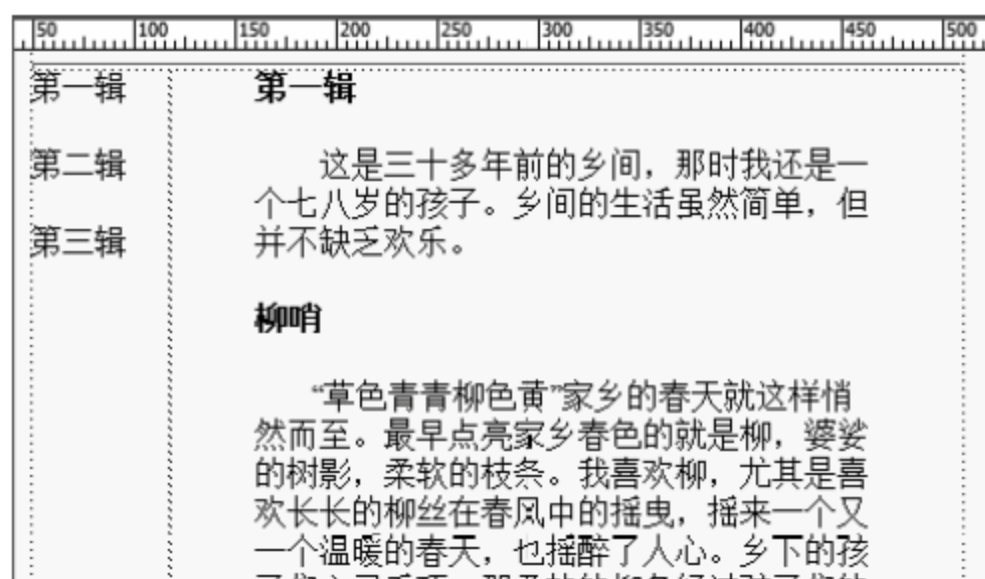 50 100 150 200 250 300 350 400 450 500
第一辑
第二辑
第三辑
第一辑
这是三十多年前的乡间，那时我还是一
个七八岁的孩子。乡间的生活虽然简单，但
并不缺乏欢乐。
柳哨
“草色青青柳色黄”家乡的春天就这样悄
然而至。最早点亮家乡春色的就是柳，婆娑
的树影，柔软的枝条。我喜欢柳，尤其是喜
欢长长的柳丝在春风中的摇曳，摇来一个又
一个温暖的春天，也摇醉了人心。乡下的孩